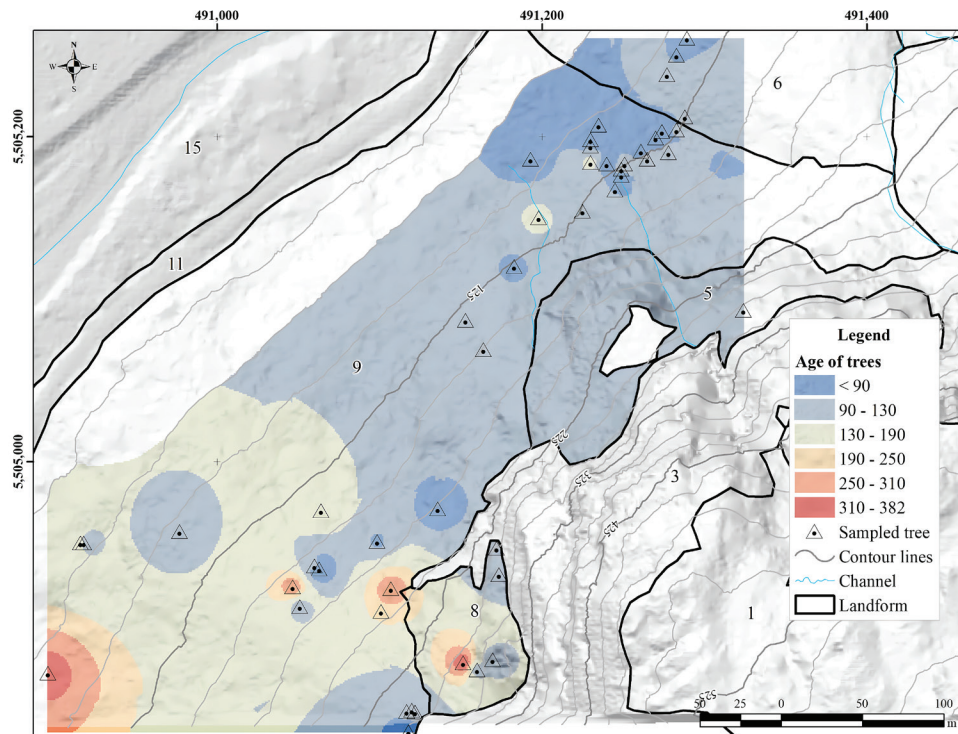 491,000 491,200 491,400
N
W E
S
6
5,505,200
15
11
125
5
9
225
5,505,000
325
3
425
8
1
525
Legend
Age of trees
< 90
90 - 130
130 - 190
190 - 250
250 - 310
310 - 382
Sampled tree
Contour lines
Channel
Landform
50 25 0 50 100
m